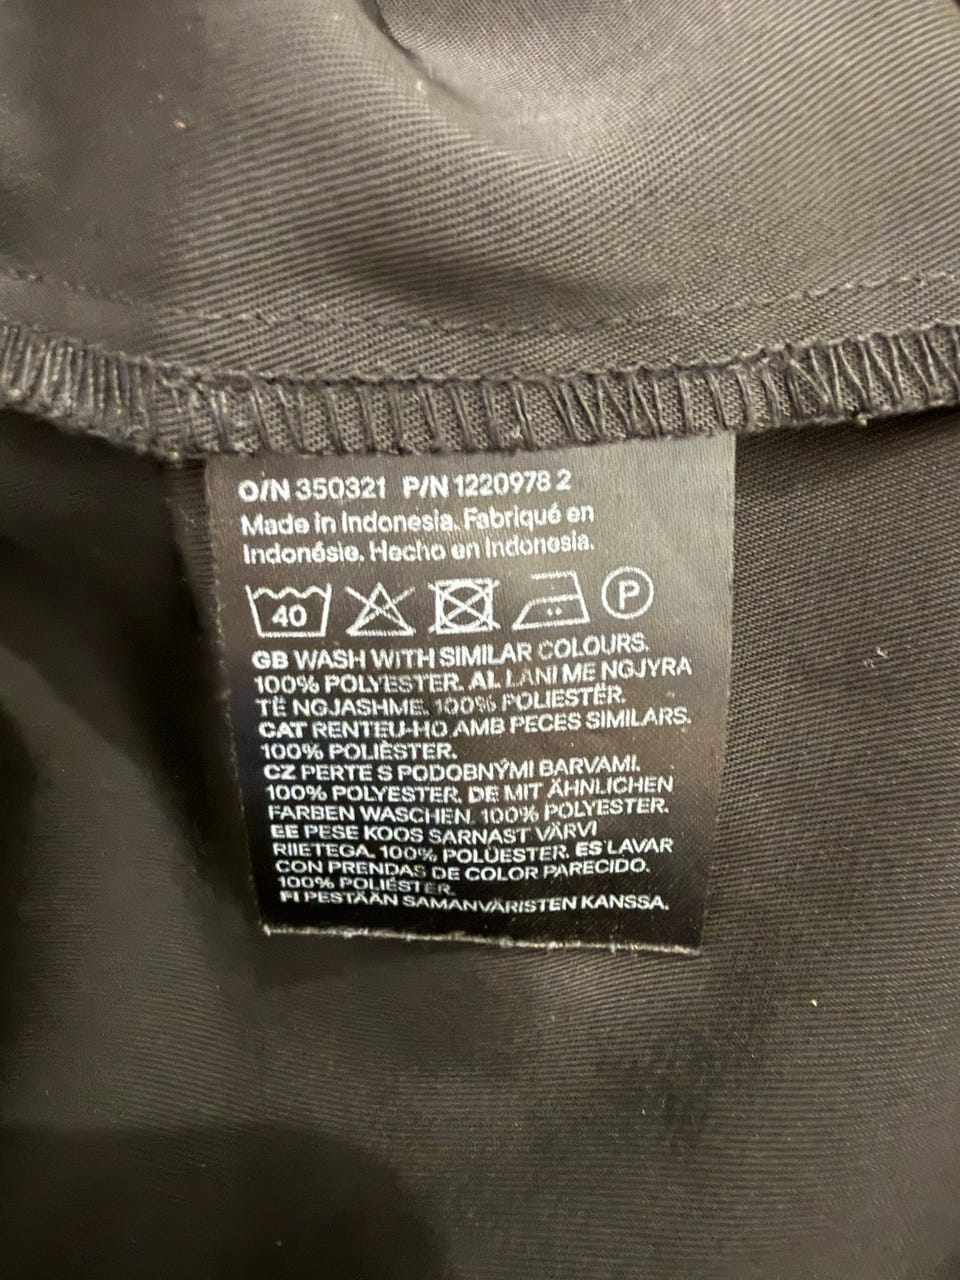 O/N 350321 P/N 1220978 2
Made in Indonesia. Fabriqué en
Indonésie. Hecho en Indonesia.
40 P
GB WASH WITH SIMILAR COLOURS.
100% POLYESTER. AL LANI ME NGJYRA
TË NGJASHME. 100% POLIESTËR.
CAT RENTEU-HO AMB PECES SIMILARS.
100% POLIÈSTER.
CZ PERTE S PODOBNÝMI BARVAMI.
100% POLYESTER. DE MIT ÄHNLICHEN
FARBEN WASCHEN. 100% POLYESTER.
EE PESE KOOS SARNAST VÄRVI
RIIETEGA. 100% POLÜESTER. ES LAVAR
CON PRENDAS DE COLOR PARECIDO.
100% POLIÉSTER.
FI PESTÄÄN SAMANVÄRISTEN KANSSA.